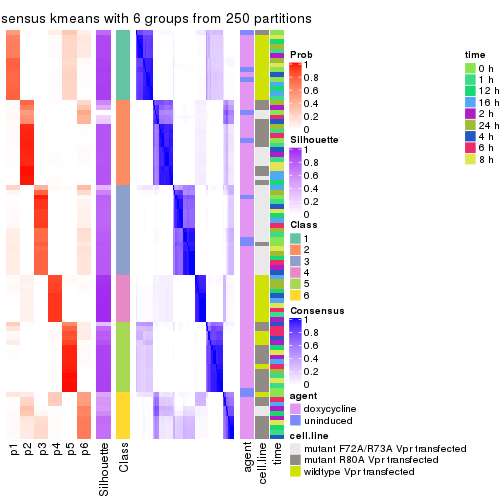 sensus kmeans with 6 groups from 250 partitions
p1
p2
p3
p4
p5
p6
Silhouette
Class
agent
cell.line
time
Prob
1
0.8
0.6
0.4
0.2
0
Silhouette
1
0.8
0.6
0.4
0.2
0
Class
1
2
3
4
5
6
Consensus
1
0.8
0.6
0.4
0.2
0
agent
doxycycline
uninduced
cell.line
mutant F72A/R73A Vpr transfected
mutant R80A Vpr transfected
wildtype Vpr transfected
time
0 h
1 h
12 h
16 h
2 h
24 h
4 h
6 h
8 h